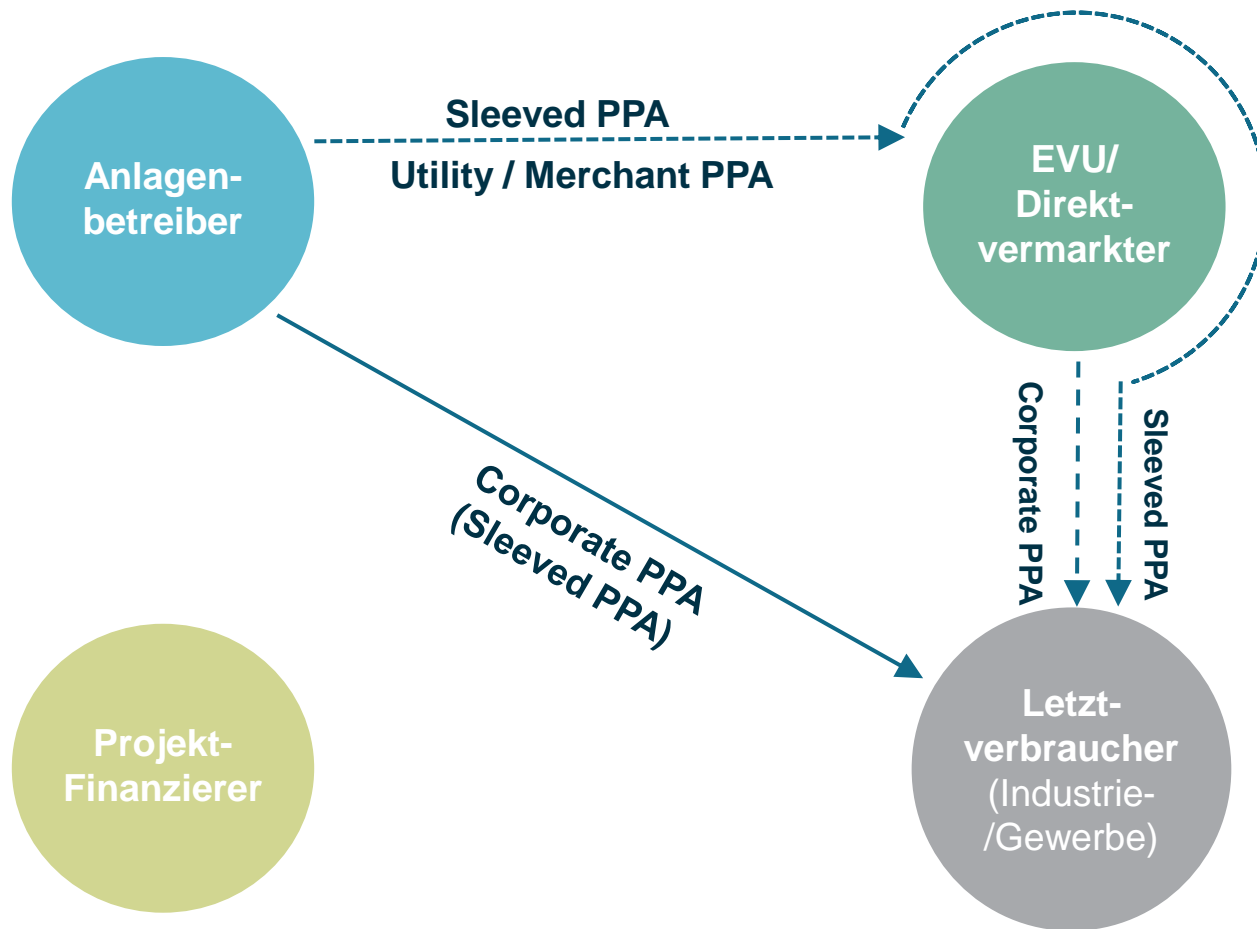 Sleeved PPA
Utility / Merchant PPA
Anlagen-
betreiber
EVU/
Direkt-
vermarkter
Corporate PPA
Sleeved PPA
Corporate PPA
(Sleeved PPA)
Projekt-
Finanzierer
Letzt-
verbraucher
(Industrie-
/Gewerbe)